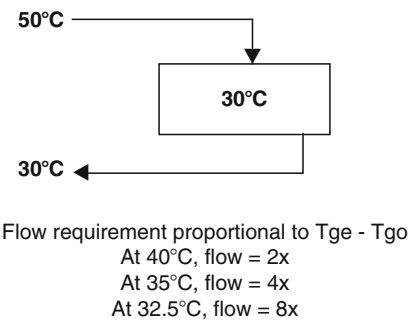 50°C
30°C
30°C
Flow requirement proportional to Tge - Tgo
At 40°C, flow = 2x
At 35°C, flow = 4x
At 32.5°C, flow = 8x